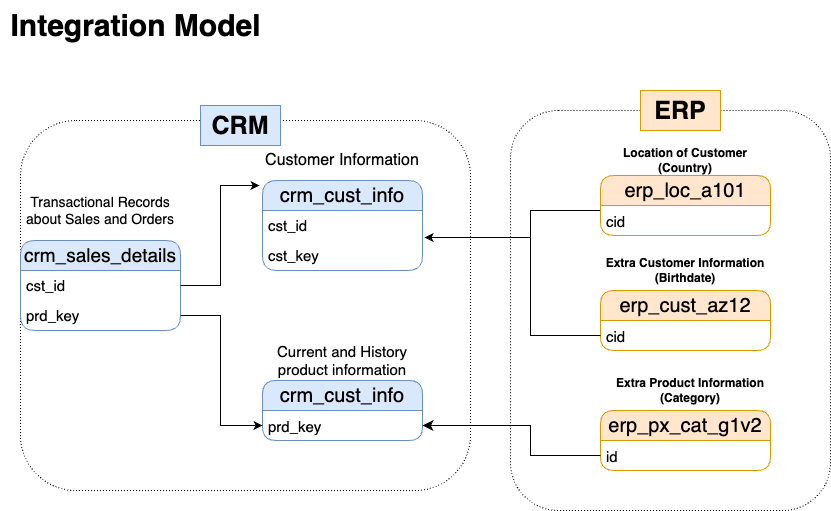 Integration Model
CRM
Customer Information
crm_cust_info
cst_id
cst_key
Transactional Records
about Sales and Orders
crm_sales_details
cst_id
prd_key
Current and History
product information
crm_cust_info
prd_key
ERP
Location of Customer
(Country)
erp_loc_a101
cid
Extra Customer Information
(Birthdate)
erp_cust_az12
cid
Extra Product Information
(Category)
erp_px_cat_g1v2
id